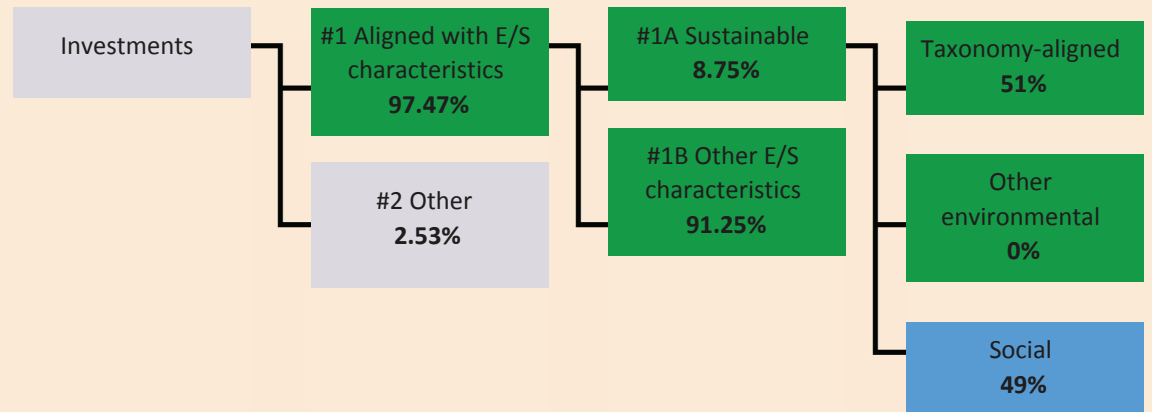 Investments
#1 Aligned with E/S
characteristics
97.47%
#2 Other
2.53%
#1A Sustainable
8.75%
#1B Other E/S
characteristics
91.25%
Taxonomy-aligned
51%
Other
environmental
0%
Social
49%